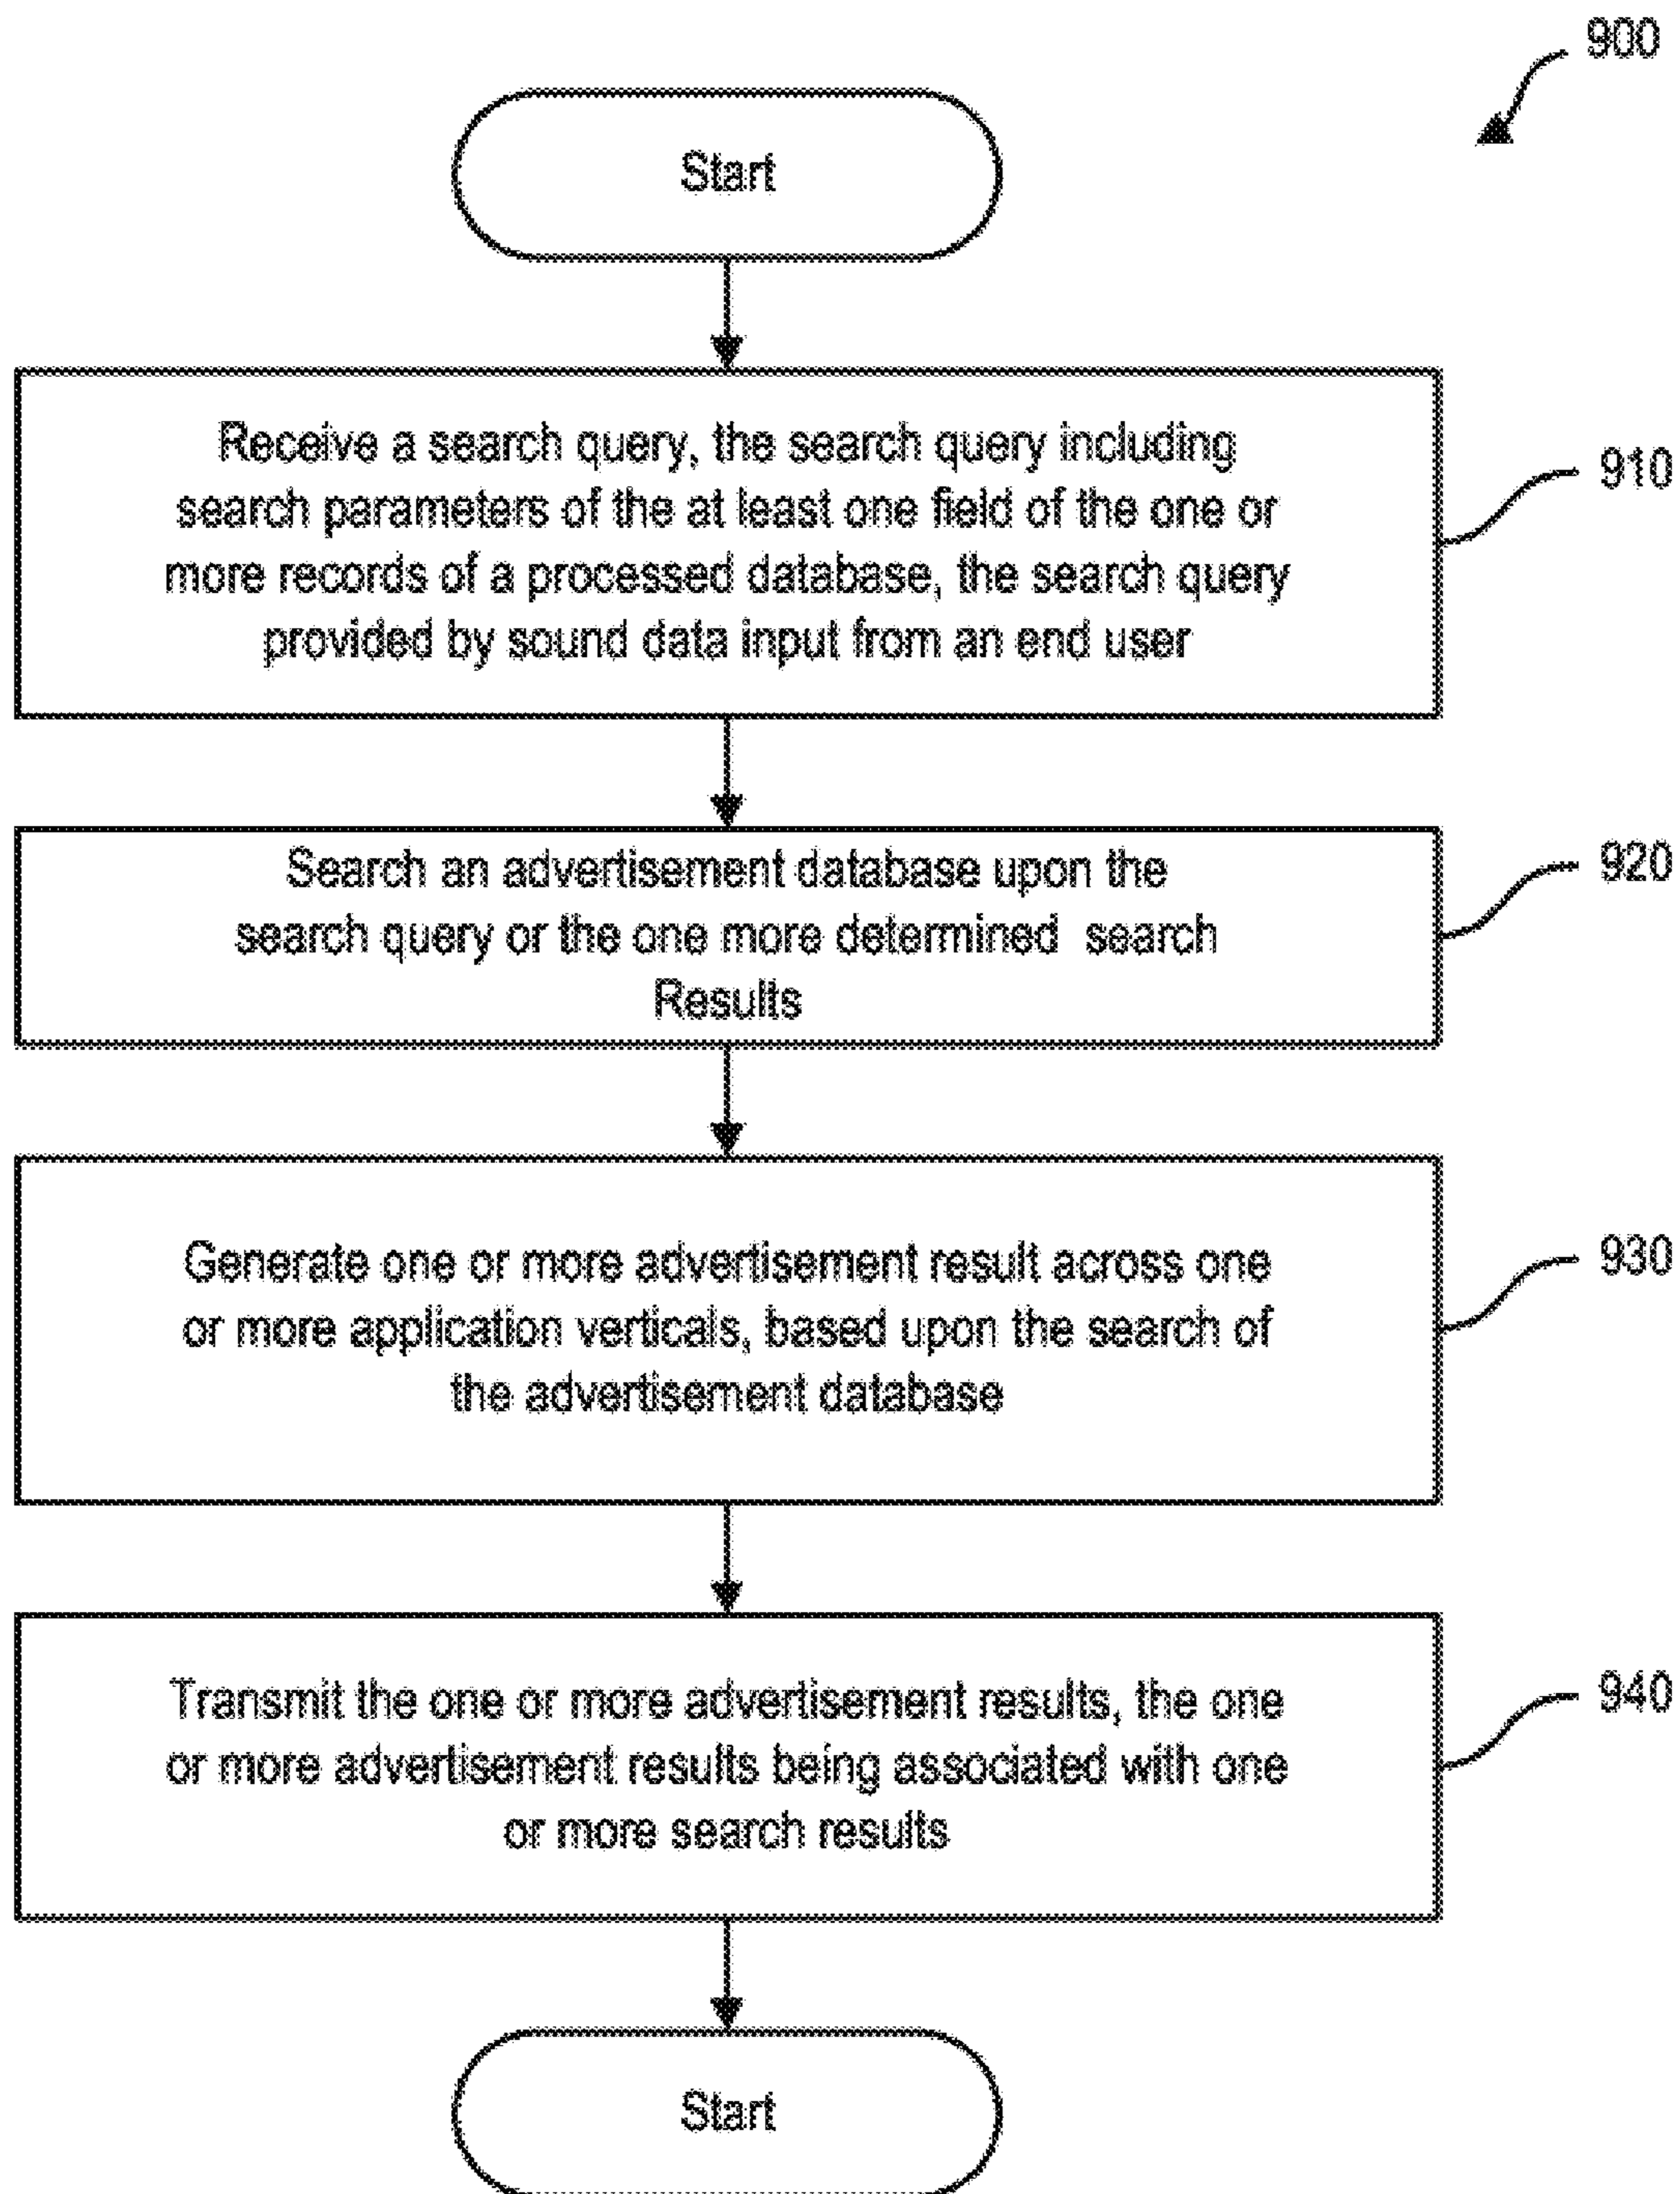 900
Start
Receive a search query, the search query including
search parameters of the at least one field of the one or
more records of a processed database, the search query
provided by sound data input from an end user
910
Search an advertisement database upon the
search query or the one more determined search
Results
920
Generate one or more advertisement result across one
or more application verticals, based upon the search of
the advertisement database
930
Transmit the one or more advertisement results, the one
or more advertisement results being associated with one
or more search results
940
Start